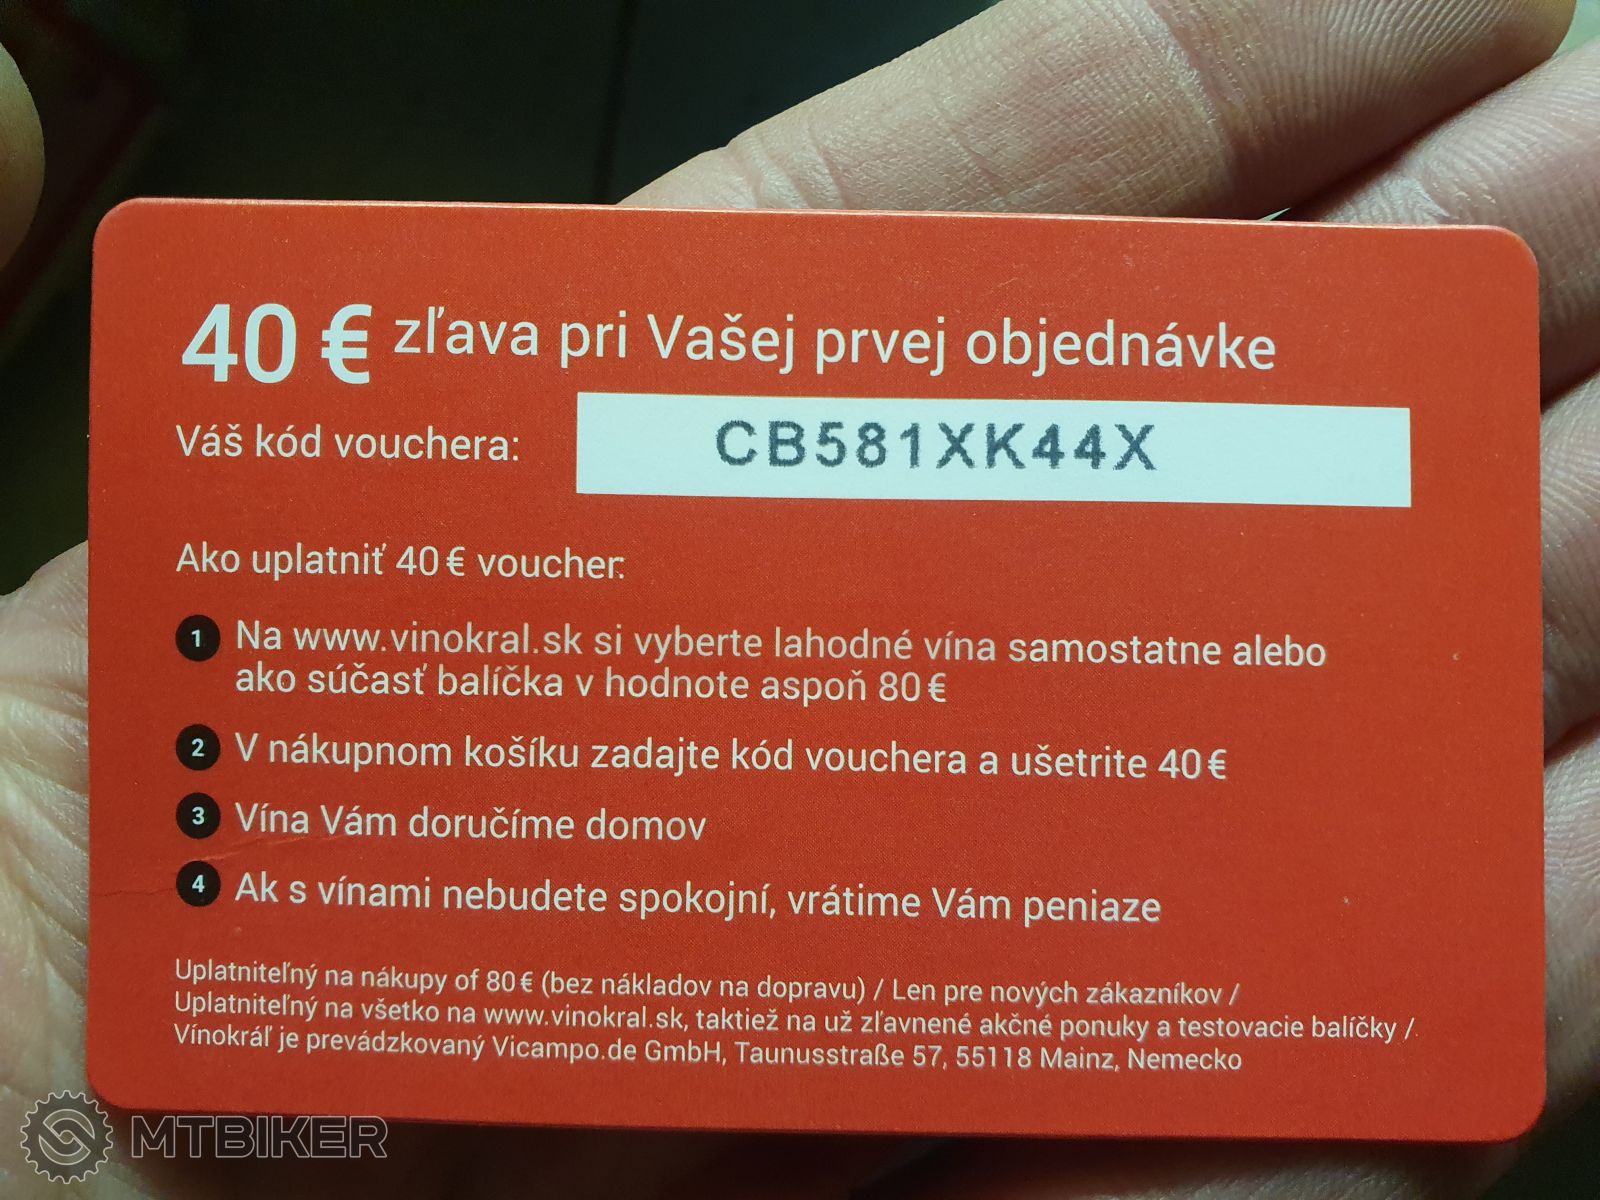 40 € zľava pri Vašej prvej objednávke
Váš kód vouchera: CB581XK44X
Ako uplatniť 40 € voucher:
1 Na www.vinokral.sk si vyberte lahodné vína samostatne alebo
ako súčasť balíčka v hodnote aspoň 80 €
2 V nákupnom košíku zadajte kód vouchera a ušetrite 40 €
3 Vína Vám doručíme domov
4 Ak s vínami nebudete spokojní, vrátime Vám peniaze
Uplatniteľný na nákupy of 80 € (bez nákladov na dopravu) / Len pre nových zákazníkov /
Uplatniteľný na všetko na www.vinokral.sk, taktiež na už zľavnené akčné ponuky a testovacie balíčky /
Vínokráľ je prevádzkovaný Vicampo.de GmbH, Taunusstraße 57, 55118 Mainz, Nemecko
MTBIKER